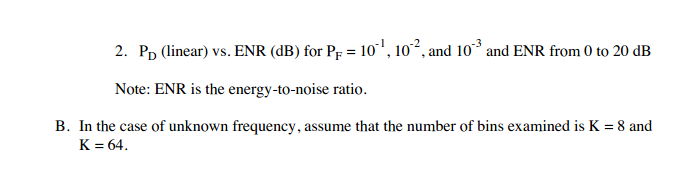 2. P_D (linear) vs. ENR (dB) for P_F = 10⁻¹, 10⁻², and 10⁻³ and ENR from 0 to 20 dB
Note: ENR is the energy-to-noise ratio.
B. In the case of unknown frequency, assume that the number of bins examined is K = 8 and
K = 64.